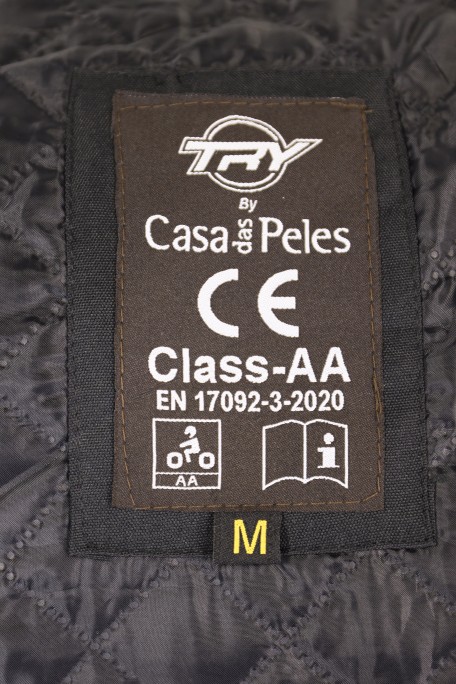 TRY
By
Casa das Peles
CE
Class-AA
EN 17092-3-2020
AA
i
M